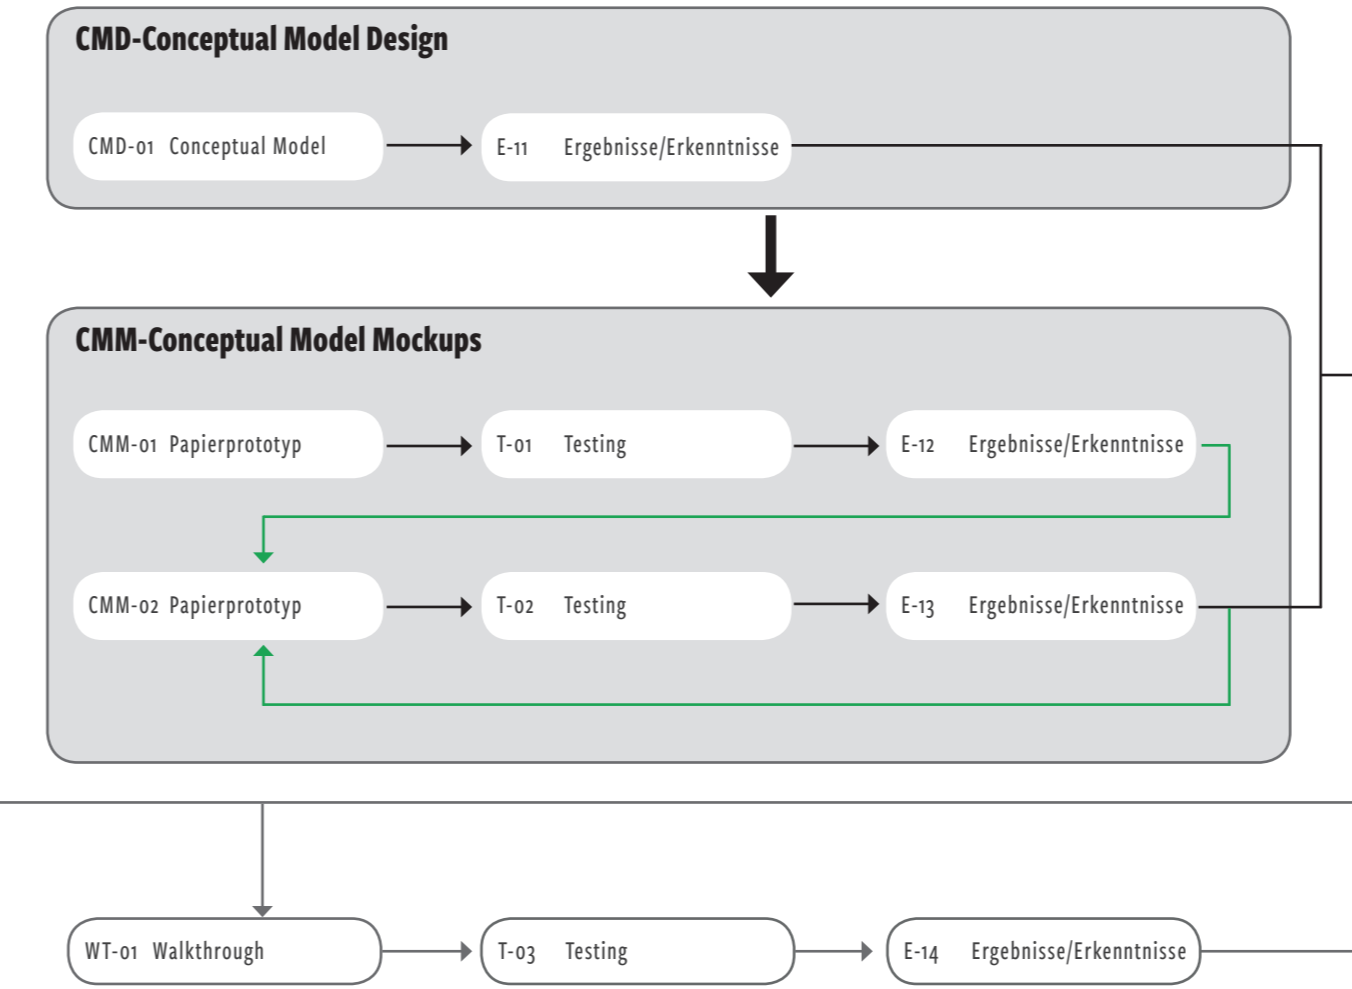 CMD-Conceptual Model Design
CMD-01 Conceptual Model
E-11 Ergebnisse/Erkenntnisse
CMM-Conceptual Model Mockups
CMM-01 Papierprototyp
T-01 Testing
E-12 Ergebnisse/Erkenntnisse
CMM-02 Papierprototyp
T-02 Testing
E-13 Ergebnisse/Erkenntnisse
WT-01 Walkthrough
T-03 Testing
E-14 Ergebnisse/Erkenntnisse